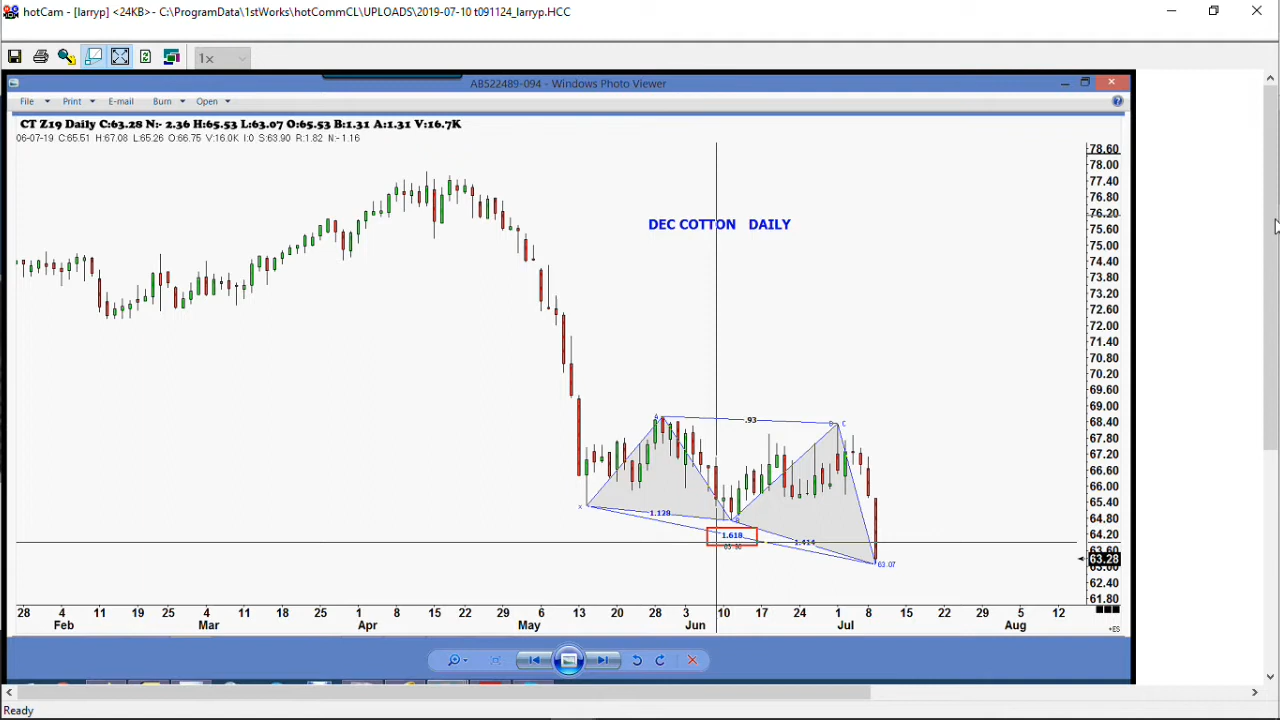 hotCam - [larryp] <24KB>- C:\ProgramData\1stWorks\hotCommCL\UPLOADS\2019-07-10 t091124_larryp.HCC
1x
AB522489-094 - Windows Photo Viewer
File Print E-mail Burn Open
CT Z19 Daily C:63.28 N:- 2.36 H:65.53 L:63.07 O:65.53 B:1.31 A:1.31 V:16.7K
06-07-19 C:65.51 H:67.08 L:65.26 O:66.75 V:16.0K I:0 S:63.90 R:1.82 N:-1.16
78.60
78.00
77.40
76.80
76.20
DEC COTTON DAILY
75.60
75.00
74.40
73.80
73.20
72.60
72.00
71.40
70.80
70.20
69.60
69.00
A .93 C
68.40
67.80
67.20
66.60
66.00
65.40
X 1.128 B
64.80
1.618
64.20
1.414
63.60
63.28
63.07
63.00
62.40
61.80
28 4 11 19 25 4 11 18 25 1 8 15 22 29 6 13 20 28 3 10 17 24 1 8 15 22 29 5 12
Feb Mar Apr May Jun Jul Aug
+ES
Ready